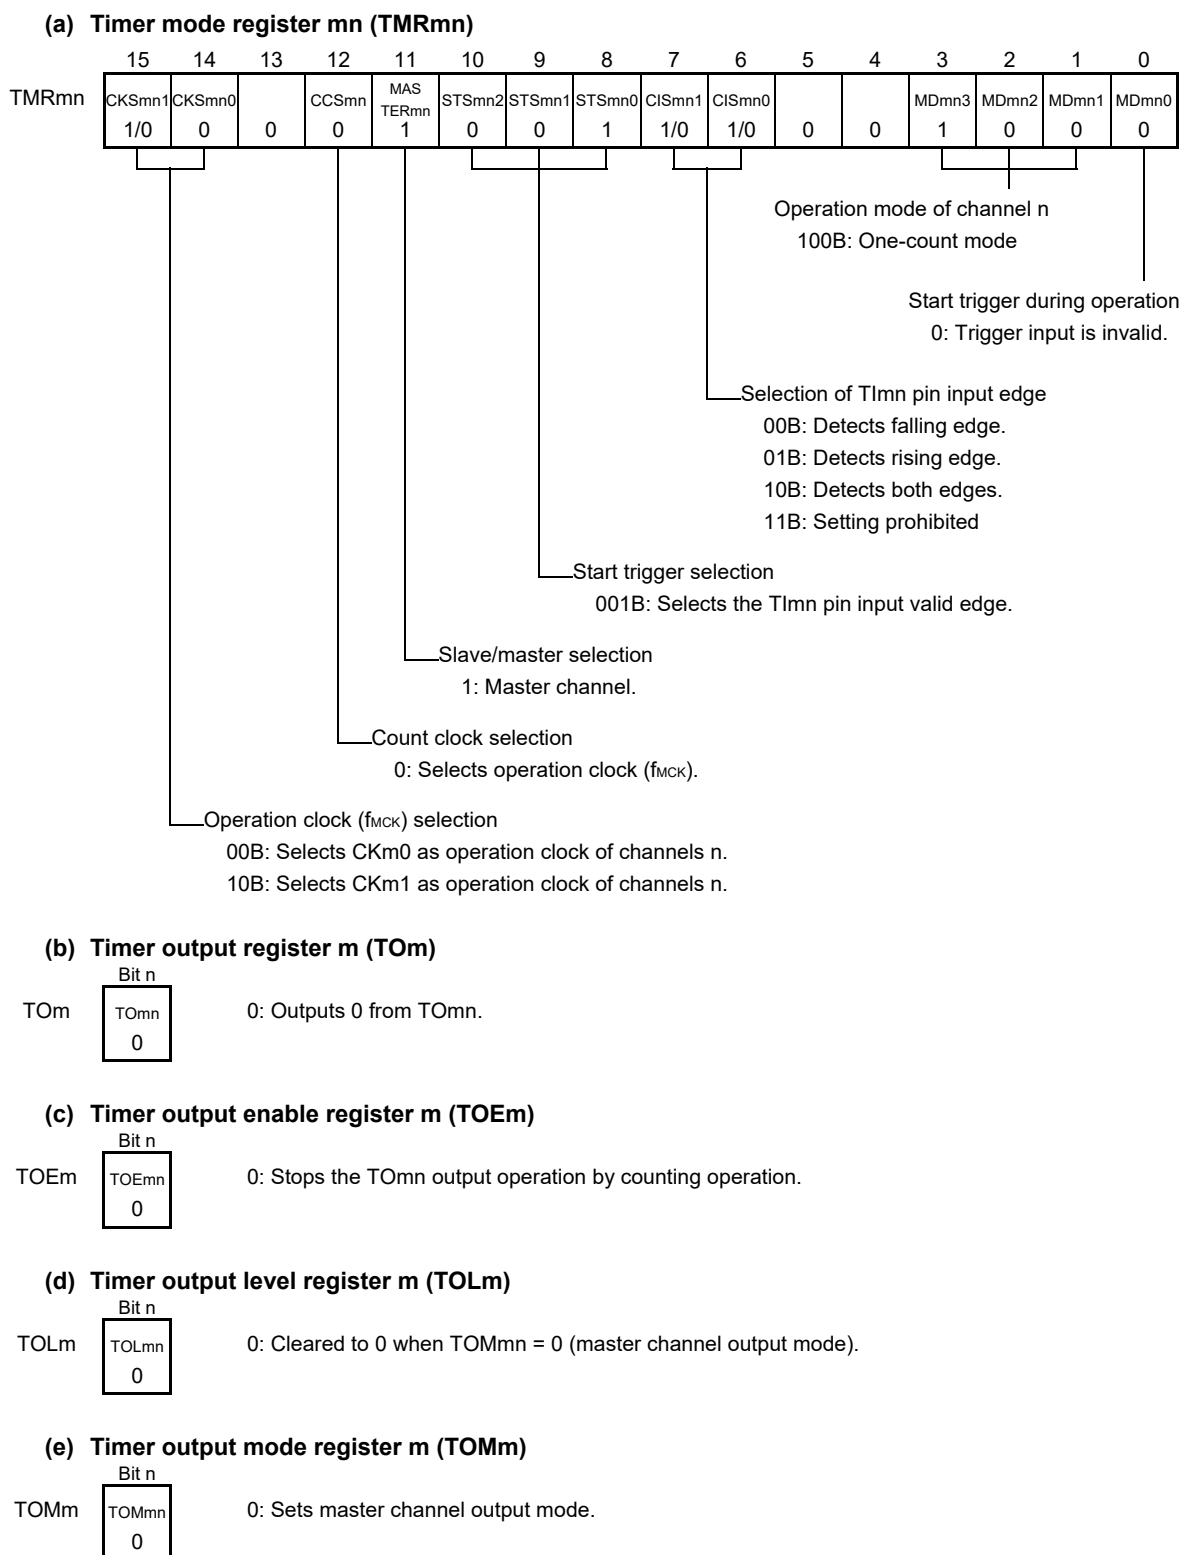 (a) Timer mode register mn (TMRmn)
15 14 13 12 11 10 9 8 7 6 5 4 3 2 1 0
TMRmn CKSmn1 CKSmn0 CCSmn MAS TERmn STSmn2 STSmn1 STSmn0 CISmn1 CISmn0 MDmn3 MDmn2 MDmn1 MDmn0
1/0 0 0 0 1 0 0 1 1/0 1/0 0 0 1 0 0 0
Operation mode of channel n
100B: One-count mode
Start trigger during operation
0: Trigger input is invalid.
Selection of TImn pin input edge
00B: Detects falling edge.
01B: Detects rising edge.
10B: Detects both edges.
11B: Setting prohibited
Start trigger selection
001B: Selects the TImn pin input valid edge.
Slave/master selection
1: Master channel.
Count clock selection
0: Selects operation clock (fMCK).
Operation clock (fMCK) selection
00B: Selects CKm0 as operation clock of channels n.
10B: Selects CKm1 as operation clock of channels n.
(b) Timer output register m (TOm)
Bit n
TOm TOmn 0: Outputs 0 from TOmn.
0
(c) Timer output enable register m (TOEm)
Bit n
TOEm TOEmn 0: Stops the TOmn output operation by counting operation.
0
(d) Timer output level register m (TOLm)
Bit n
TOLm TOLmn 0: Cleared to 0 when TOMmn = 0 (master channel output mode).
0
(e) Timer output mode register m (TOMm)
Bit n
TOMm TOMmn 0: Sets master channel output mode.
0